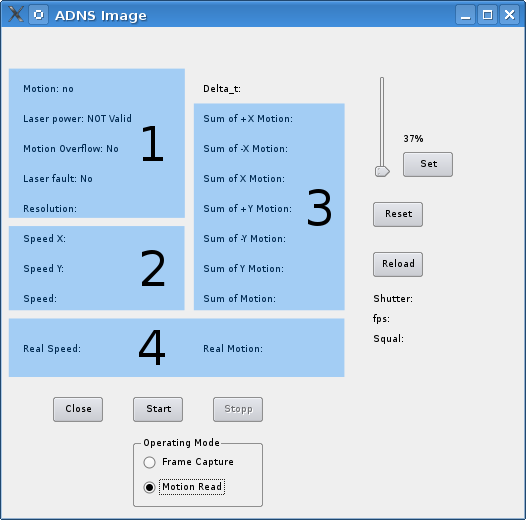 ADNS Image
Motion: no
Laser power: NOT Valid
Motion Overflow: No
Laser fault: No
Resolution:
1
Speed X:
Speed Y:
Speed:
2
Delta_t:
Sum of +X Motion:
Sum of -X Motion:
Sum of X Motion:
Sum of +Y Motion:
Sum of -Y Motion:
Sum of Y Motion:
Sum of Motion:
3
Real Speed:
4
Real Motion:
37%
Set
Reset
Reload
Shutter:
fps:
Squal:
Close
Start
Stopp
Operating Mode
Frame Capture
Motion Read